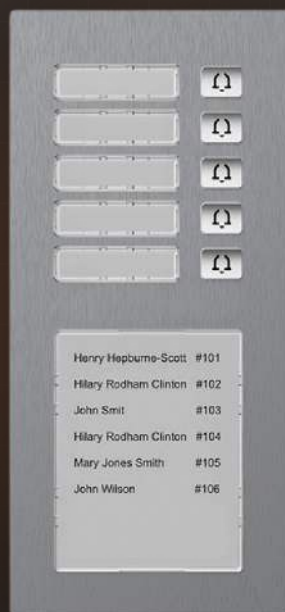 Henry Hepburne-Scott #101
Hilary Rodham Clinton #102
John Smit #103
Hilary Rodham Clinton #104
Mary Jones Smith #105
John Wilson #106